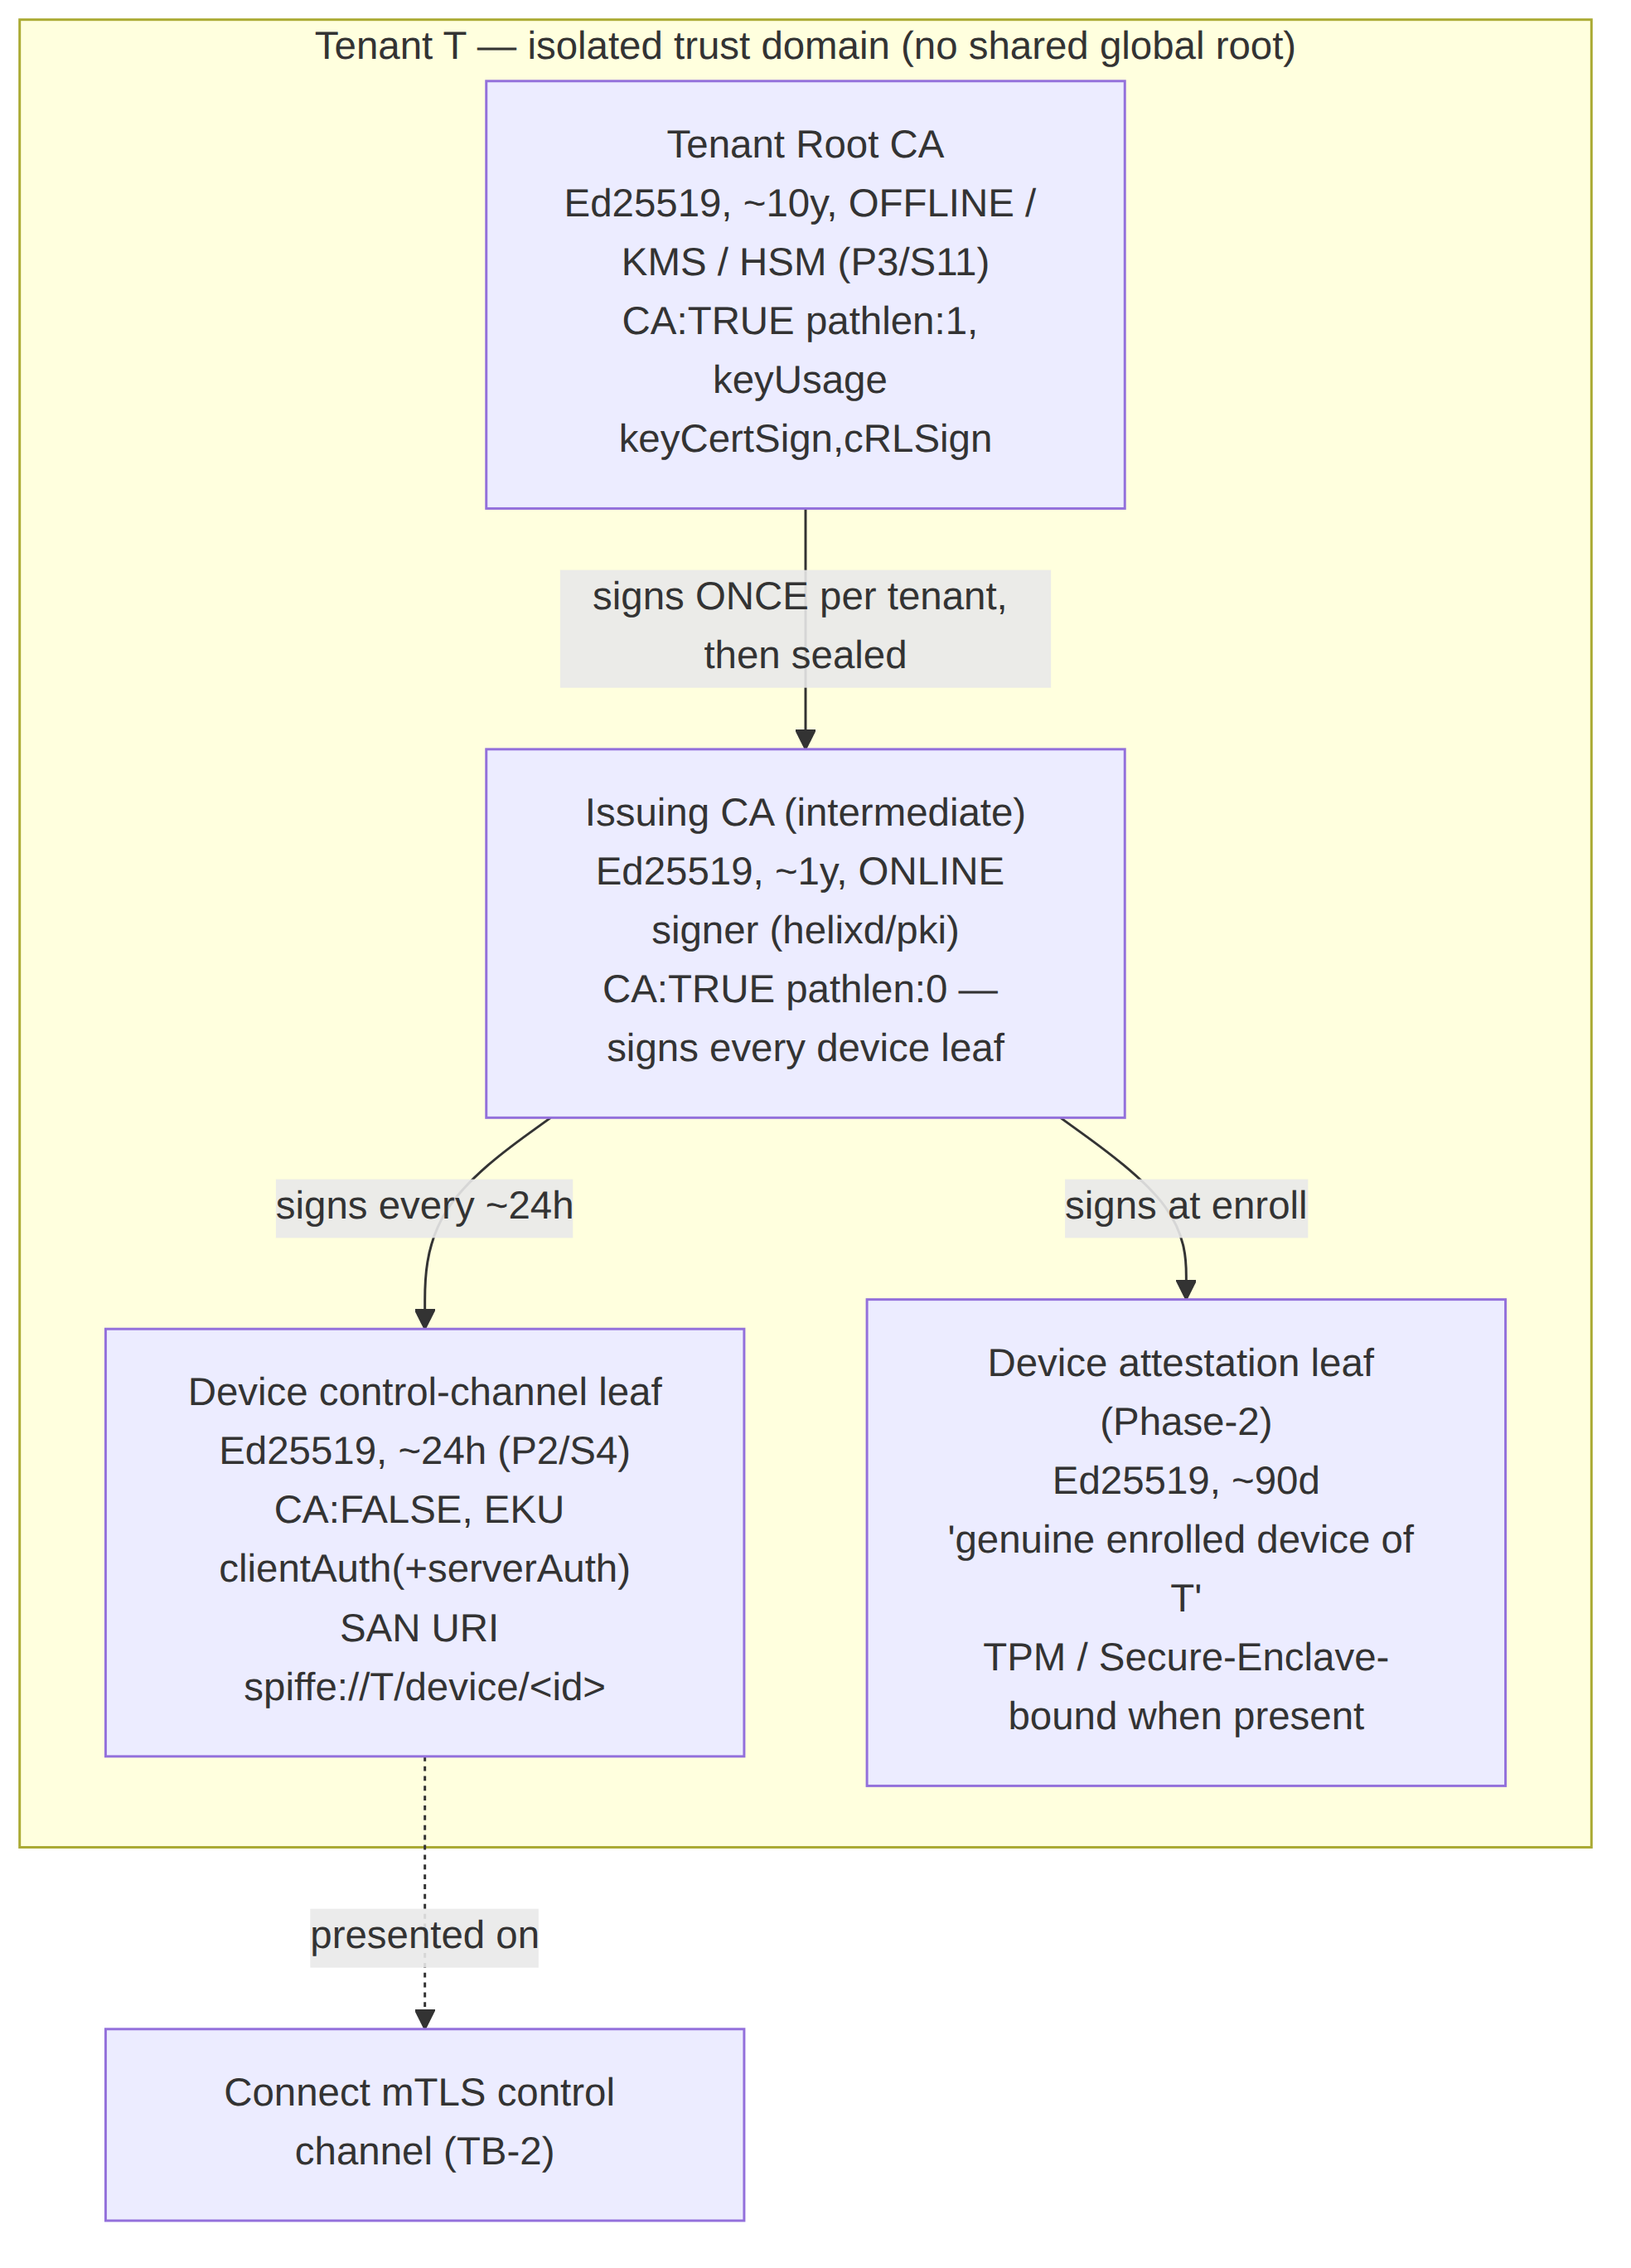 Tenant T — isolated trust domain (no shared global root)
Tenant Root CA
Ed25519, ~10y, OFFLINE /
KMS / HSM (P3/S11)
CA:TRUE pathlen:1,
keyUsage
keyCertSign,cRLSign
signs ONCE per tenant,
then sealed
Issuing CA (intermediate)
Ed25519, ~1y, ONLINE
signer (helixd/pki)
CA:TRUE pathlen:0 —
signs every device leaf
signs every ~24h
signs at enroll
Device control-channel leaf
Ed25519, ~24h (P2/S4)
CA:FALSE, EKU
clientAuth(+serverAuth)
SAN URI
spiffe://T/device/<id>
Device attestation leaf
(Phase-2)
Ed25519, ~90d
'genuine enrolled device of
T'
TPM / Secure-Enclave-
bound when present
presented on
Connect mTLS control
channel (TB-2)